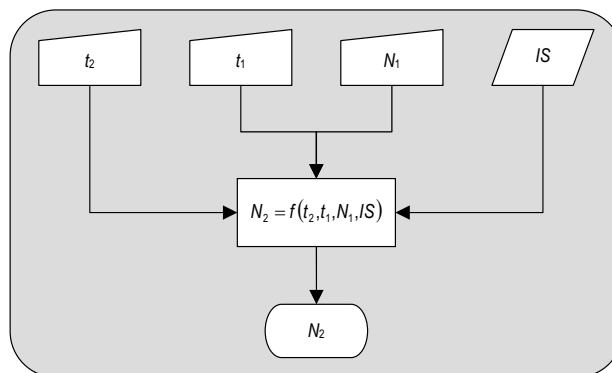 t₂ t₁ N₁ IS
N₂ = f(t₂,t₁,N₁,IS)
N₂